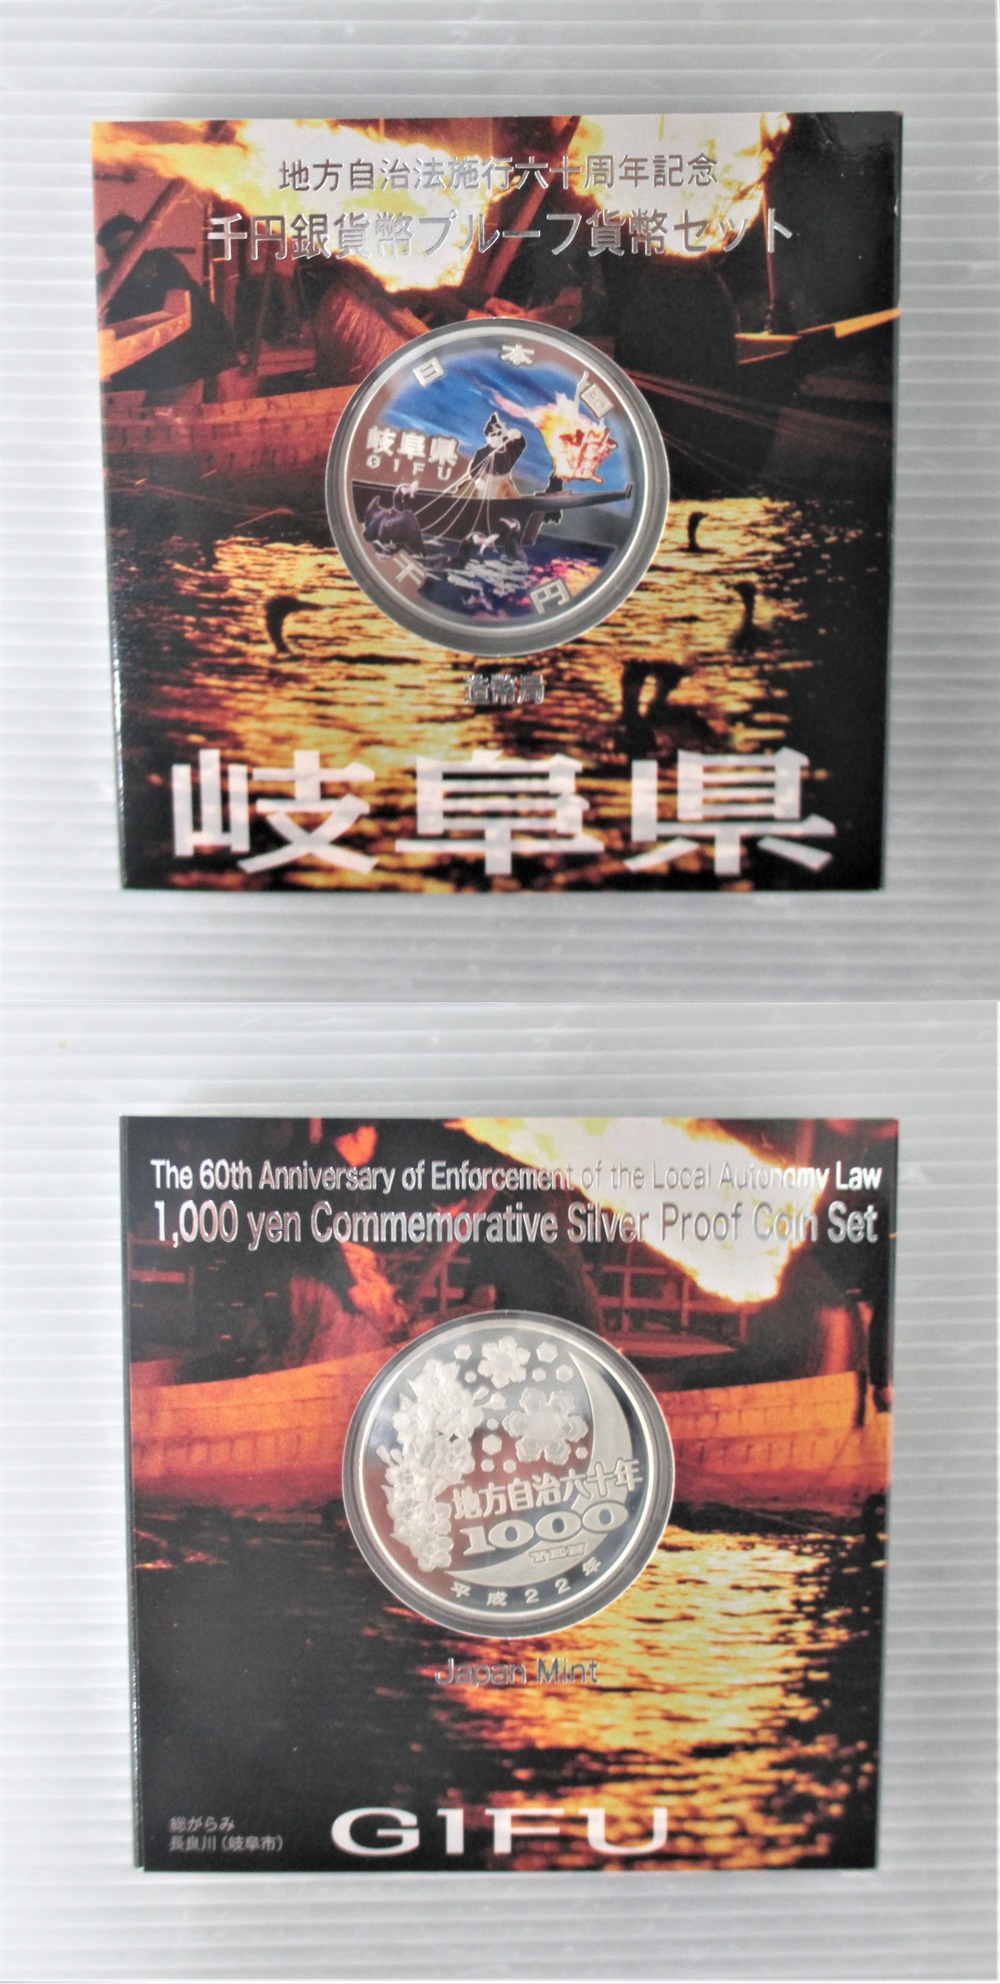 地方自治法施行六十周年記念
千円銀貨幣プルーフ貨幣セット
日本国
岐阜県
GIFU
千円
造幣局
岐阜県
The 60th Anniversary of Enforcement of the Local Autonomy Law
1,000 yen Commemorative Silver Proof Coin Set
地方自治六十年
1000
YEN
平成22年
Japan Mint
総がらみ
長良川（岐阜市）
GIFU